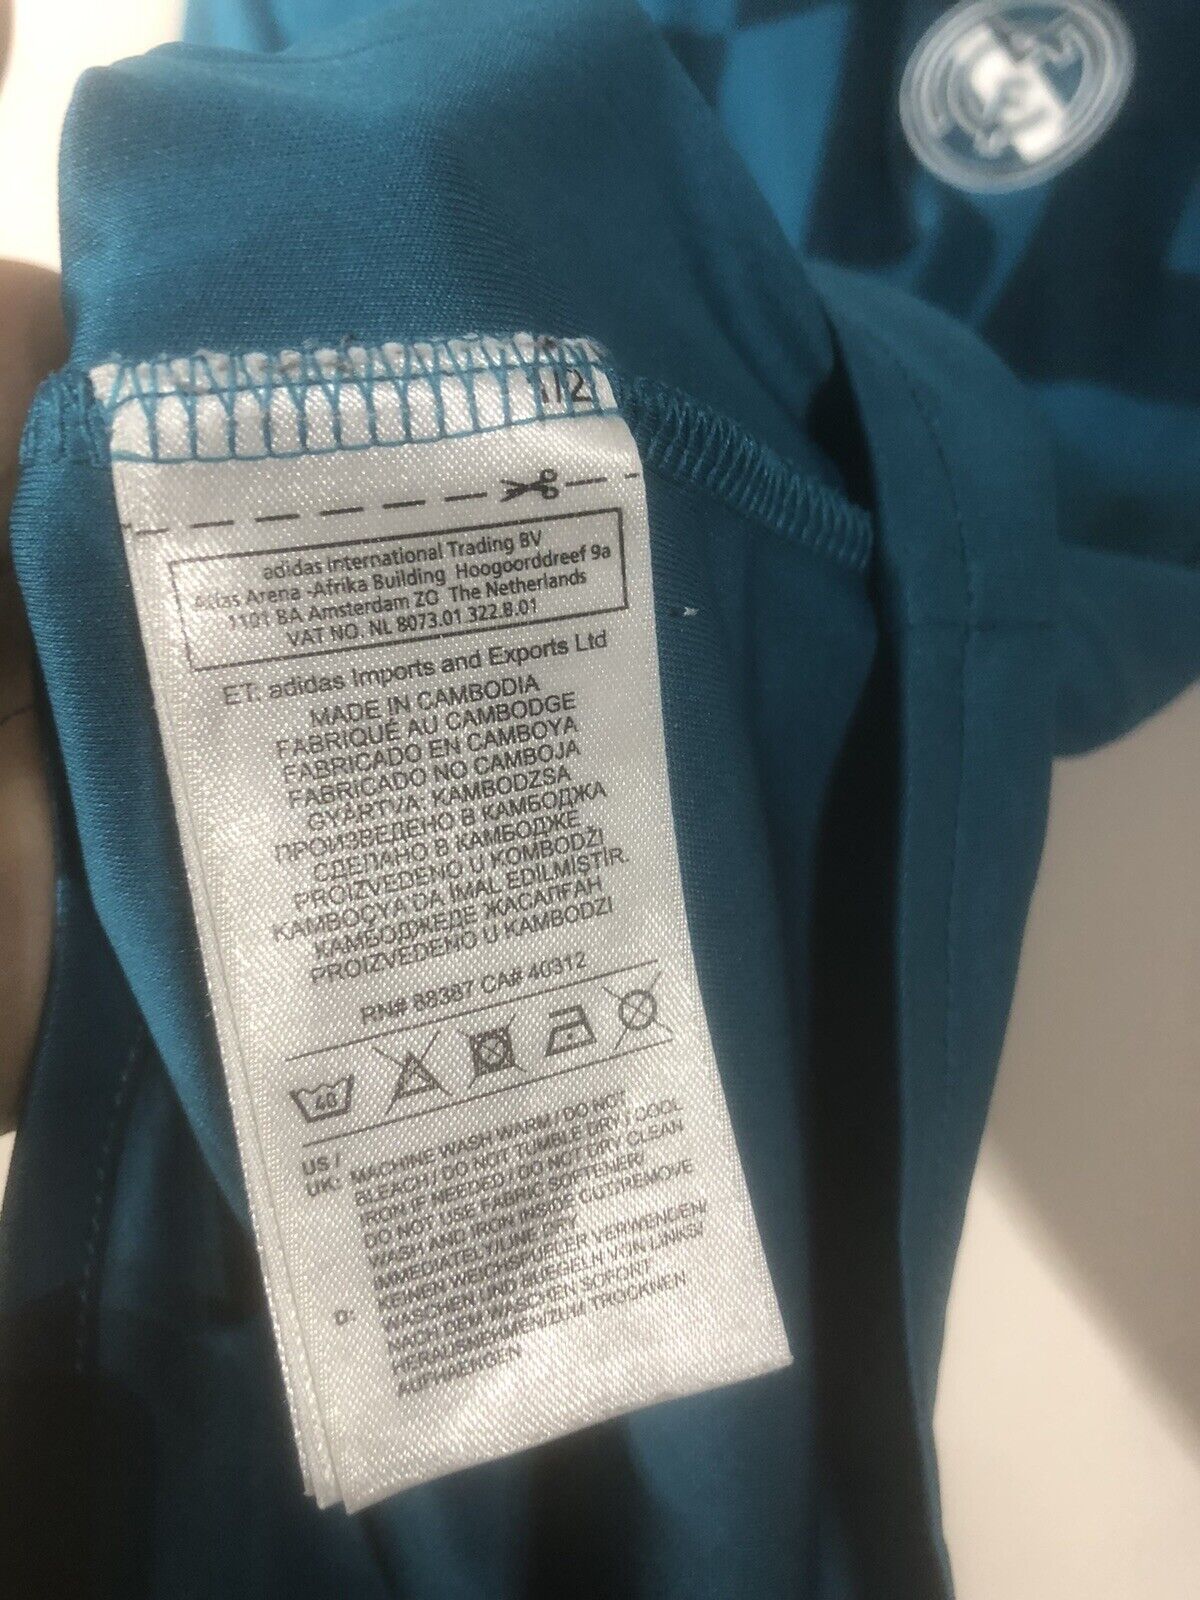 1/2
adidas International Trading BV
Adidas Arena -Afrika Building Hoogoorddreef 9a
1101 BA Amsterdam ZO The Netherlands
VAT NO. NL 8073.01.322.B.01
ET: adidas Imports and Exports Ltd
MADE IN CAMBODIA
FABRIQUÉ AU CAMBODGE
FABRICADO EN CAMBOYA
FABRICADO NO CAMBOJA
GYÁRTVA: KAMBODZSA
ПРОИЗВЕДЕНО В КАМБОДЖА
СДЕЛАНО В КАМБОДЖЕ
PROIZVEDENO U KOMBODŽI
KAMBOÇYA'DA İMAL EDİLMİŞTİR.
КАМБОДЖЕДЕ ЖАСАЛҒАН
PROIZVEDENO U KAMBODZI
RN# 88387 CA# 40312
40
US / UK: MACHINE WASH WARM / DO NOT
BLEACH / DO NOT TUMBLE DRY / COOL
IRON IF NEEDED / DO NOT DRY CLEAN
DO NOT USE FABRIC SOFTENER/
WASH AND IRON INSIDE OUT/REMOVE
IMMEDIATELY/LINE DRY
D: KEINEN WEICHSPUELER VERWENDEN/
WASCHEN UND BUEGELN VON LINKS/
NACH DEM WASCHEN SOFORT
HERAUSNEHMEN/ZUM TROCKNEN
AUFHAENGEN